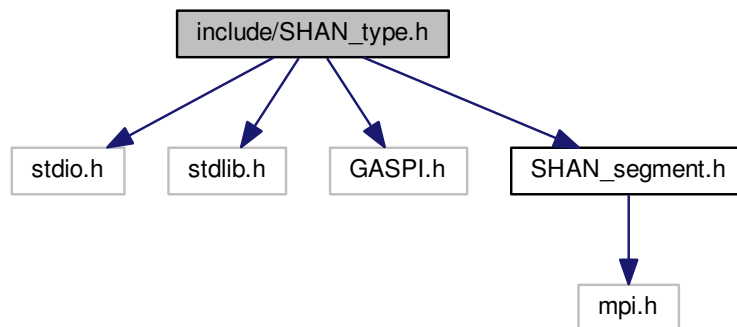 include/SHAN_type.h
stdio.h
stdlib.h
GASPI.h
SHAN_segment.h
mpi.h